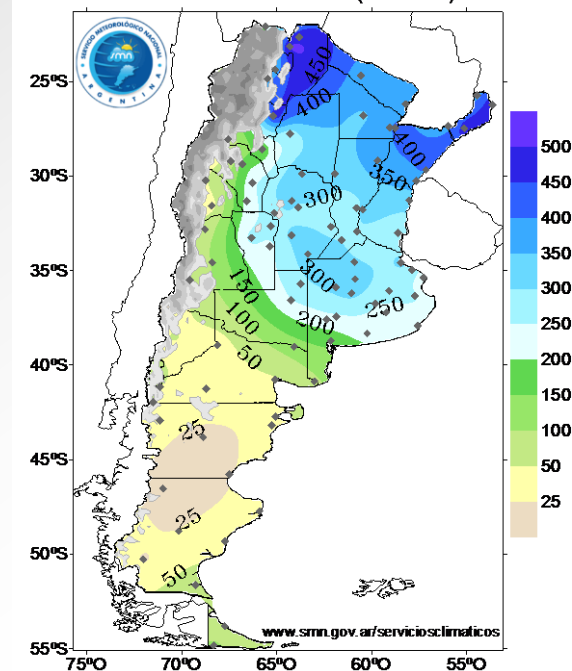 SERVICIO METEOROLÓGICO NACIONAL
smn
ARGENTINA
25ºS
30ºS
35ºS
40ºS
45ºS
50ºS
55ºS
75ºO
70ºO
65ºO
60ºO
55ºO
450
400
400
350
300
300
250
200
150
100
50
25
25
50
500
450
400
350
300
250
200
150
100
50
25
www.smn.gov.ar/serviciosclimaticos